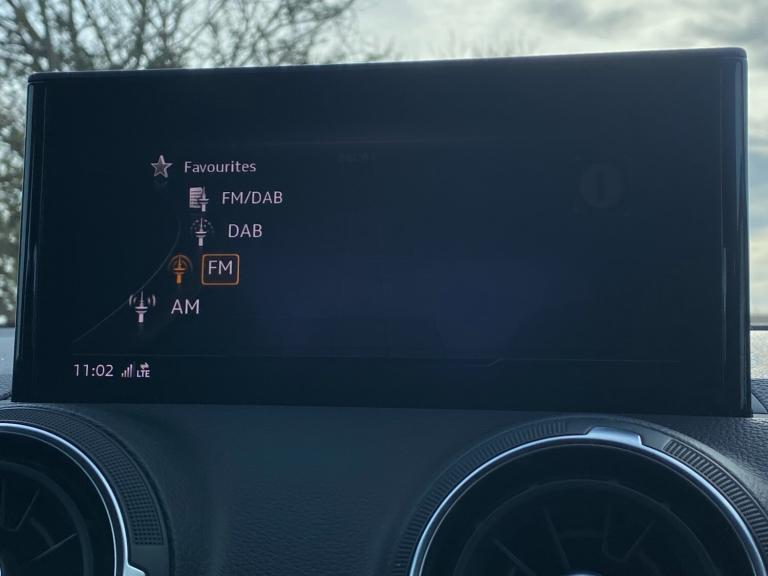 Favourites
FM/DAB
DAB
FM
AM
11:02 LTE